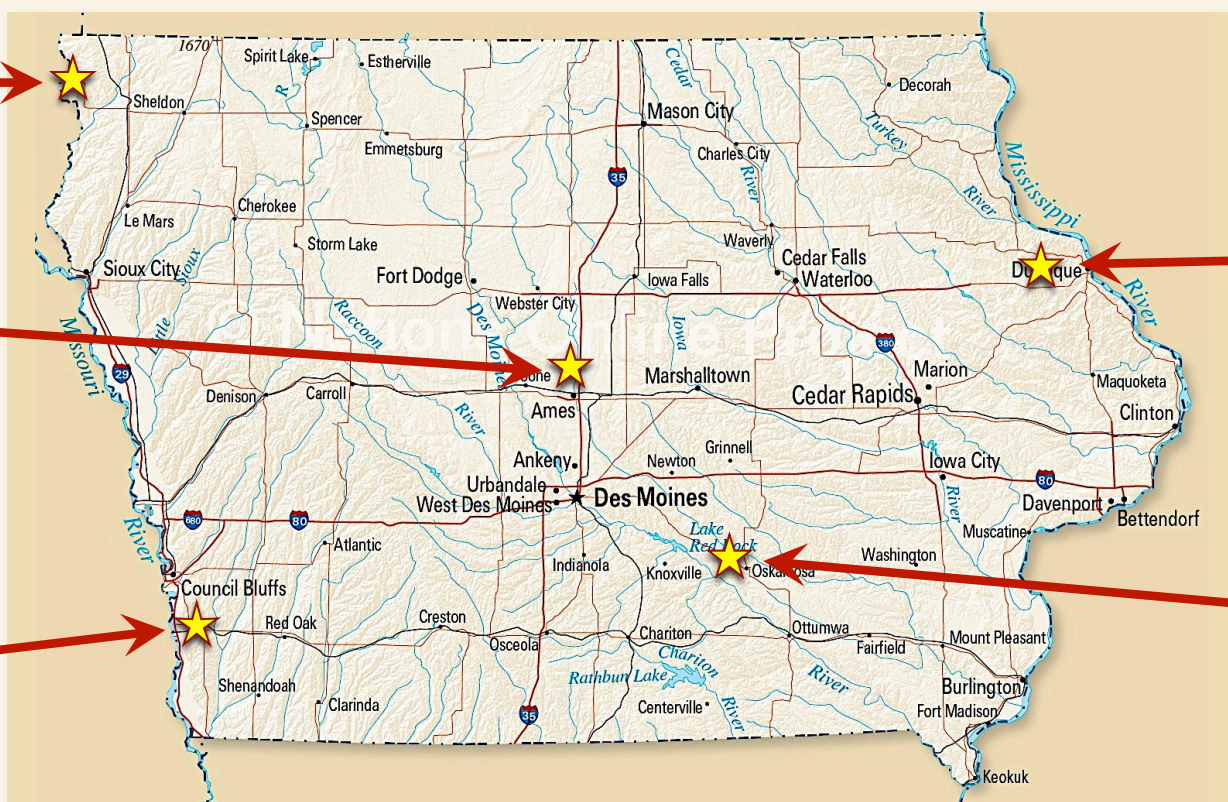 1670
Spirit Lake
Estherville
Cedar
Decorah
R
Sheldon
Spencer
Mason City
Turkey
Emmetsburg
Charles City
Mississippi
35
River
River
Le Mars
Cherokee
Storm Lake
Waverly
Cedar Falls
Sioux City
Sioux
Fort Dodge
Iowa Falls
Waterloo
River
Webster City
Missouri
Little
Raccoon
Des Moines
Iowa
380
29
Marshalltown
Marion
Maquoketa
Denison
Carroll
Ames
Cedar Rapids
Clinton
River
Grinnell
Ankeny
Newton
Iowa City
Urbandale
West Des Moines
Des Moines
80
River
Davenport
Bettendorf
680
80
River
Lake
Muscatine
Atlantic
Indianola
Knoxville
Washington
Council Bluffs
Red Oak
Creston
Osceola
Chariton
Ottumwa
Fairfield
Mount Pleasant
Chariton
Rathbun Lake
River
Shenandoah
Clarinda
35
Centerville
River
Burlington
Fort Madison
Keokuk